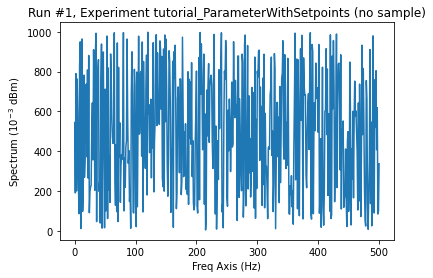 Run #1, Experiment tutorial_ParameterWithSetpoints (no sample)
1000
800
600
400
200
0
Spectrum (10⁻³ dBm)
0 100 200 300 400 500
Freq Axis (Hz)